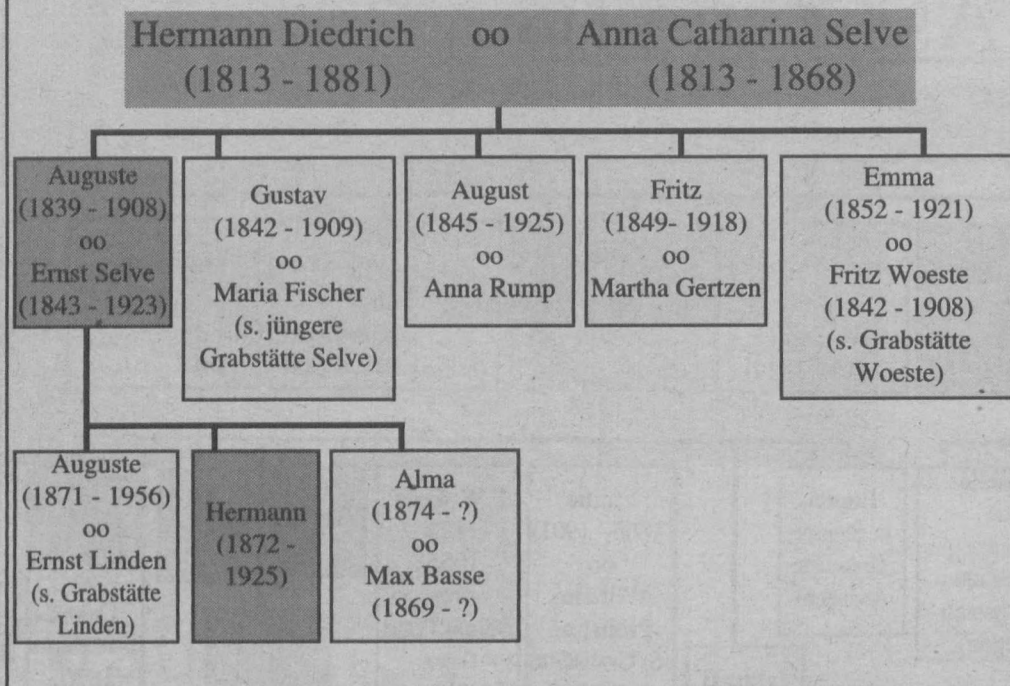 Hermann Diedrich oo Anna Catharina Selve
(1813 - 1881) (1813 - 1868)
Auguste
(1839 - 1908)
oo
Ernst Selve
(1843 - 1923)
Gustav
(1842 - 1909)
oo
Maria Fischer
(s. jüngere
Grabstätte Selve)
August
(1845 - 1925)
oo
Anna Rump
Fritz
(1849- 1918)
oo
Martha Gertzen
Emma
(1852 - 1921)
oo
Fritz Woeste
(1842 - 1908)
(s. Grabstätte
Woeste)
Auguste
(1871 - 1956)
oo
Ernst Linden
(s. Grabstätte
Linden)
Hermann
(1872 -
1925)
Alma
(1874 - ?)
oo
Max Basse
(1869 - ?)